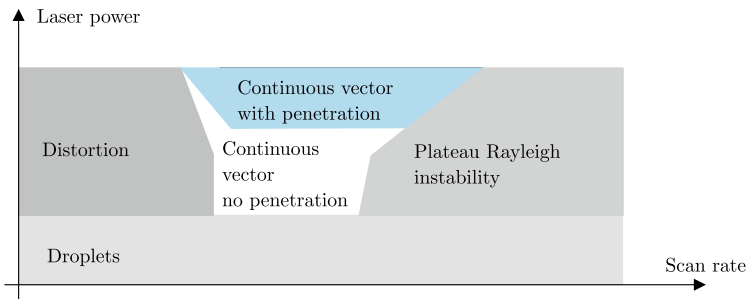 Laser power
Continuous vector
with penetration
Distortion
Continuous
vector
no penetration
Plateau Rayleigh
instability
Droplets
Scan rate